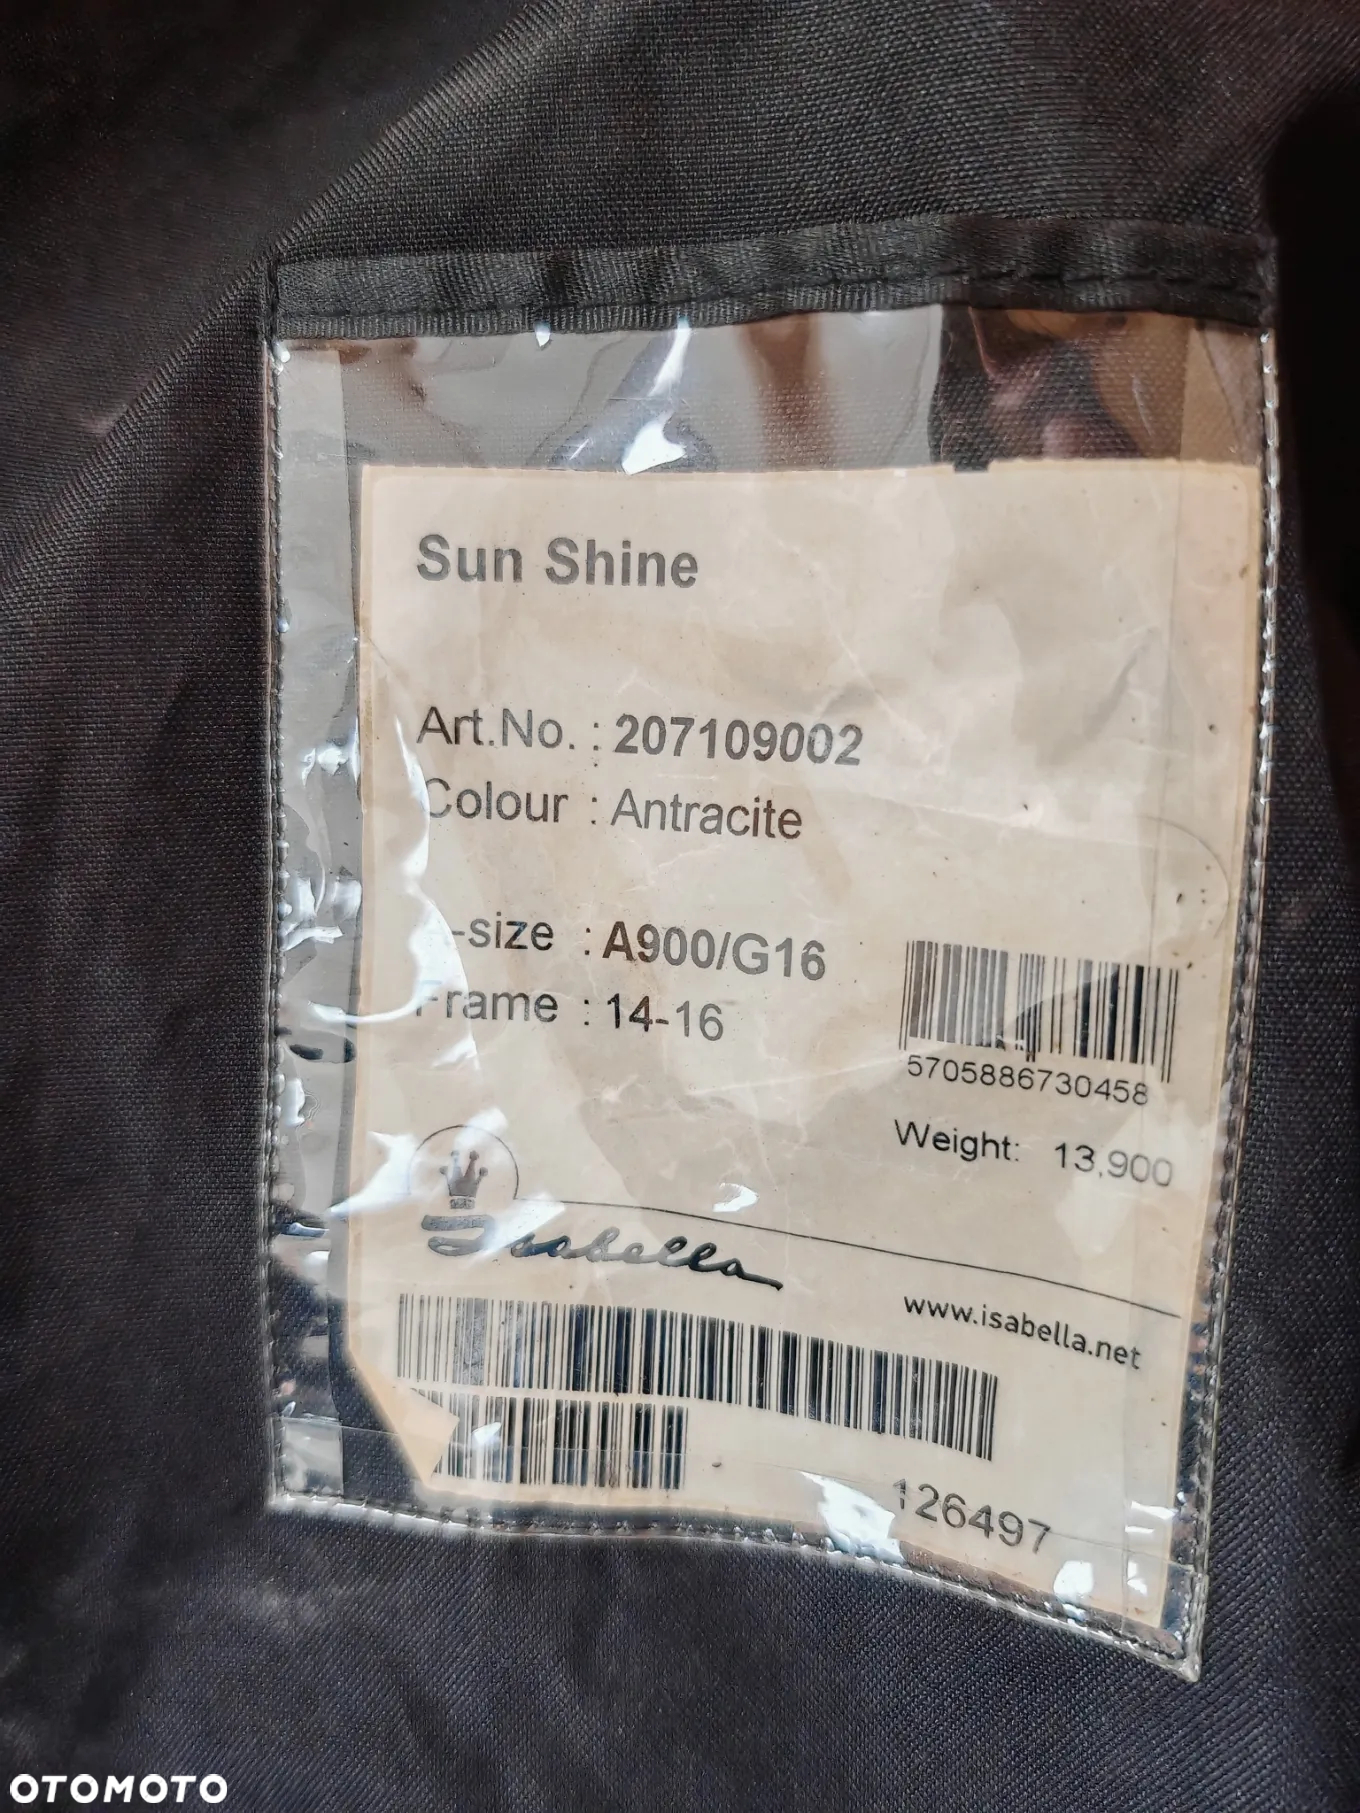 Sun Shine
Art.No. : 207109002
Colour : Antracite
-size : A900/G16
Frame : 14-16
5705886730458
Weight: 13,900
Isabella
www.isabella.net
126497
OTOMOTO